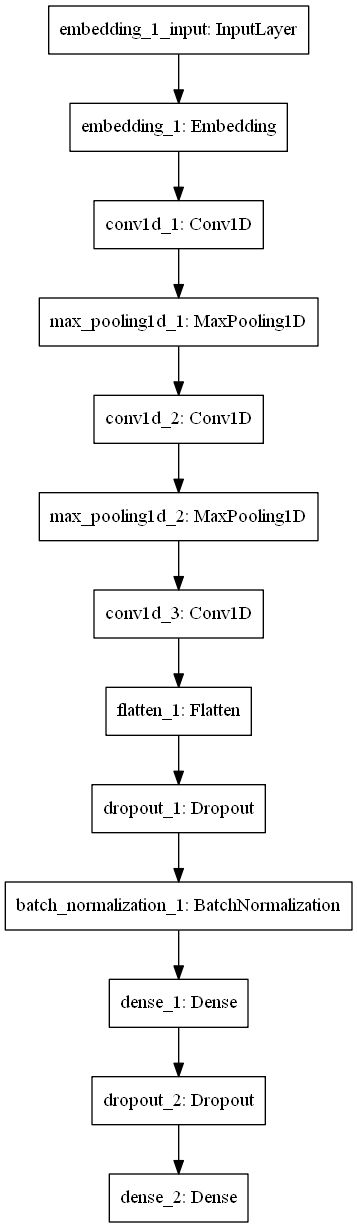 embedding_1_input: InputLayer
embedding_1: Embedding
conv1d_1: Conv1D
max_pooling1d_1: MaxPooling1D
conv1d_2: Conv1D
max_pooling1d_2: MaxPooling1D
conv1d_3: Conv1D
flatten_1: Flatten
dropout_1: Dropout
batch_normalization_1: BatchNormalization
dense_1: Dense
dropout_2: Dropout
dense_2: Dense